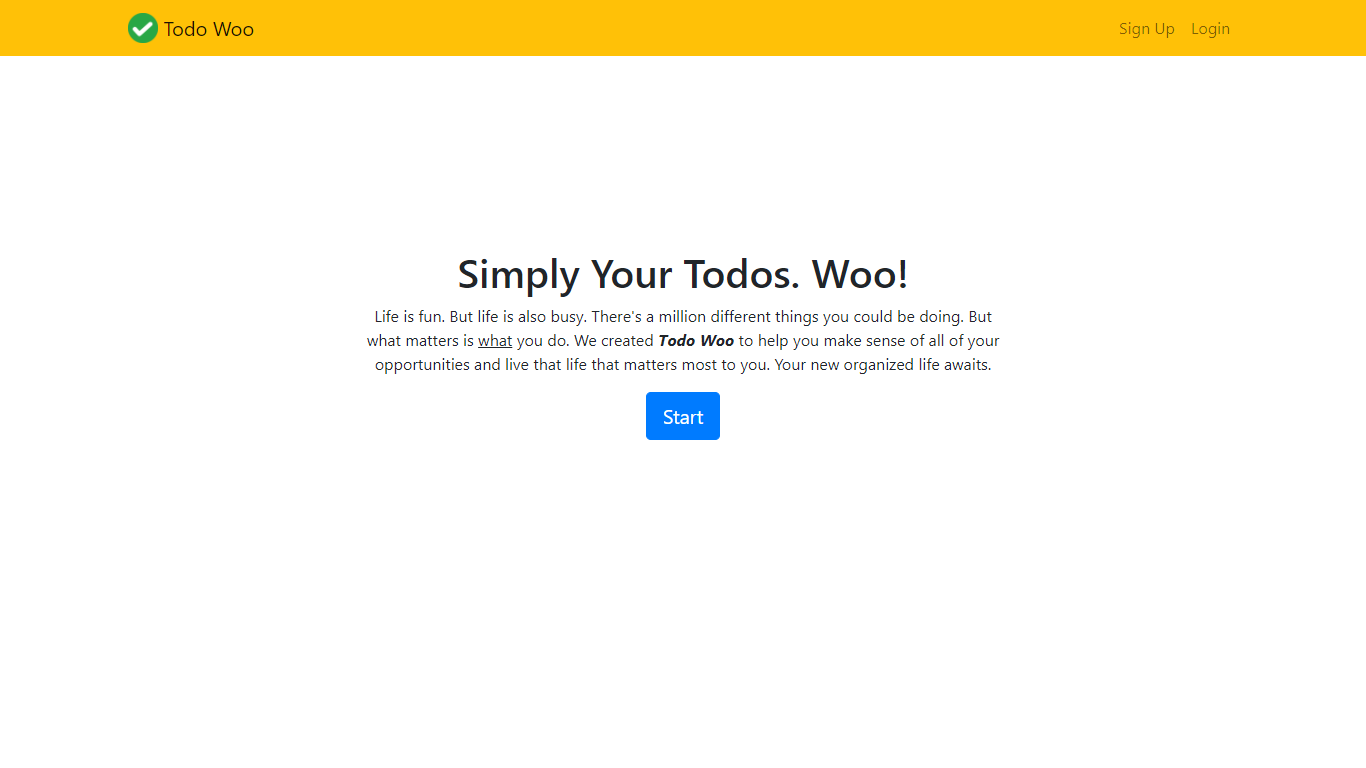 Todo Woo
Sign Up
Login
Simply Your Todos. Woo!
Life is fun. But life is also busy. There's a million different things you could be doing. But
what matters is what you do. We created Todo Woo to help you make sense of all of your
opportunities and live that life that matters most to you. Your new organized life awaits.
Start